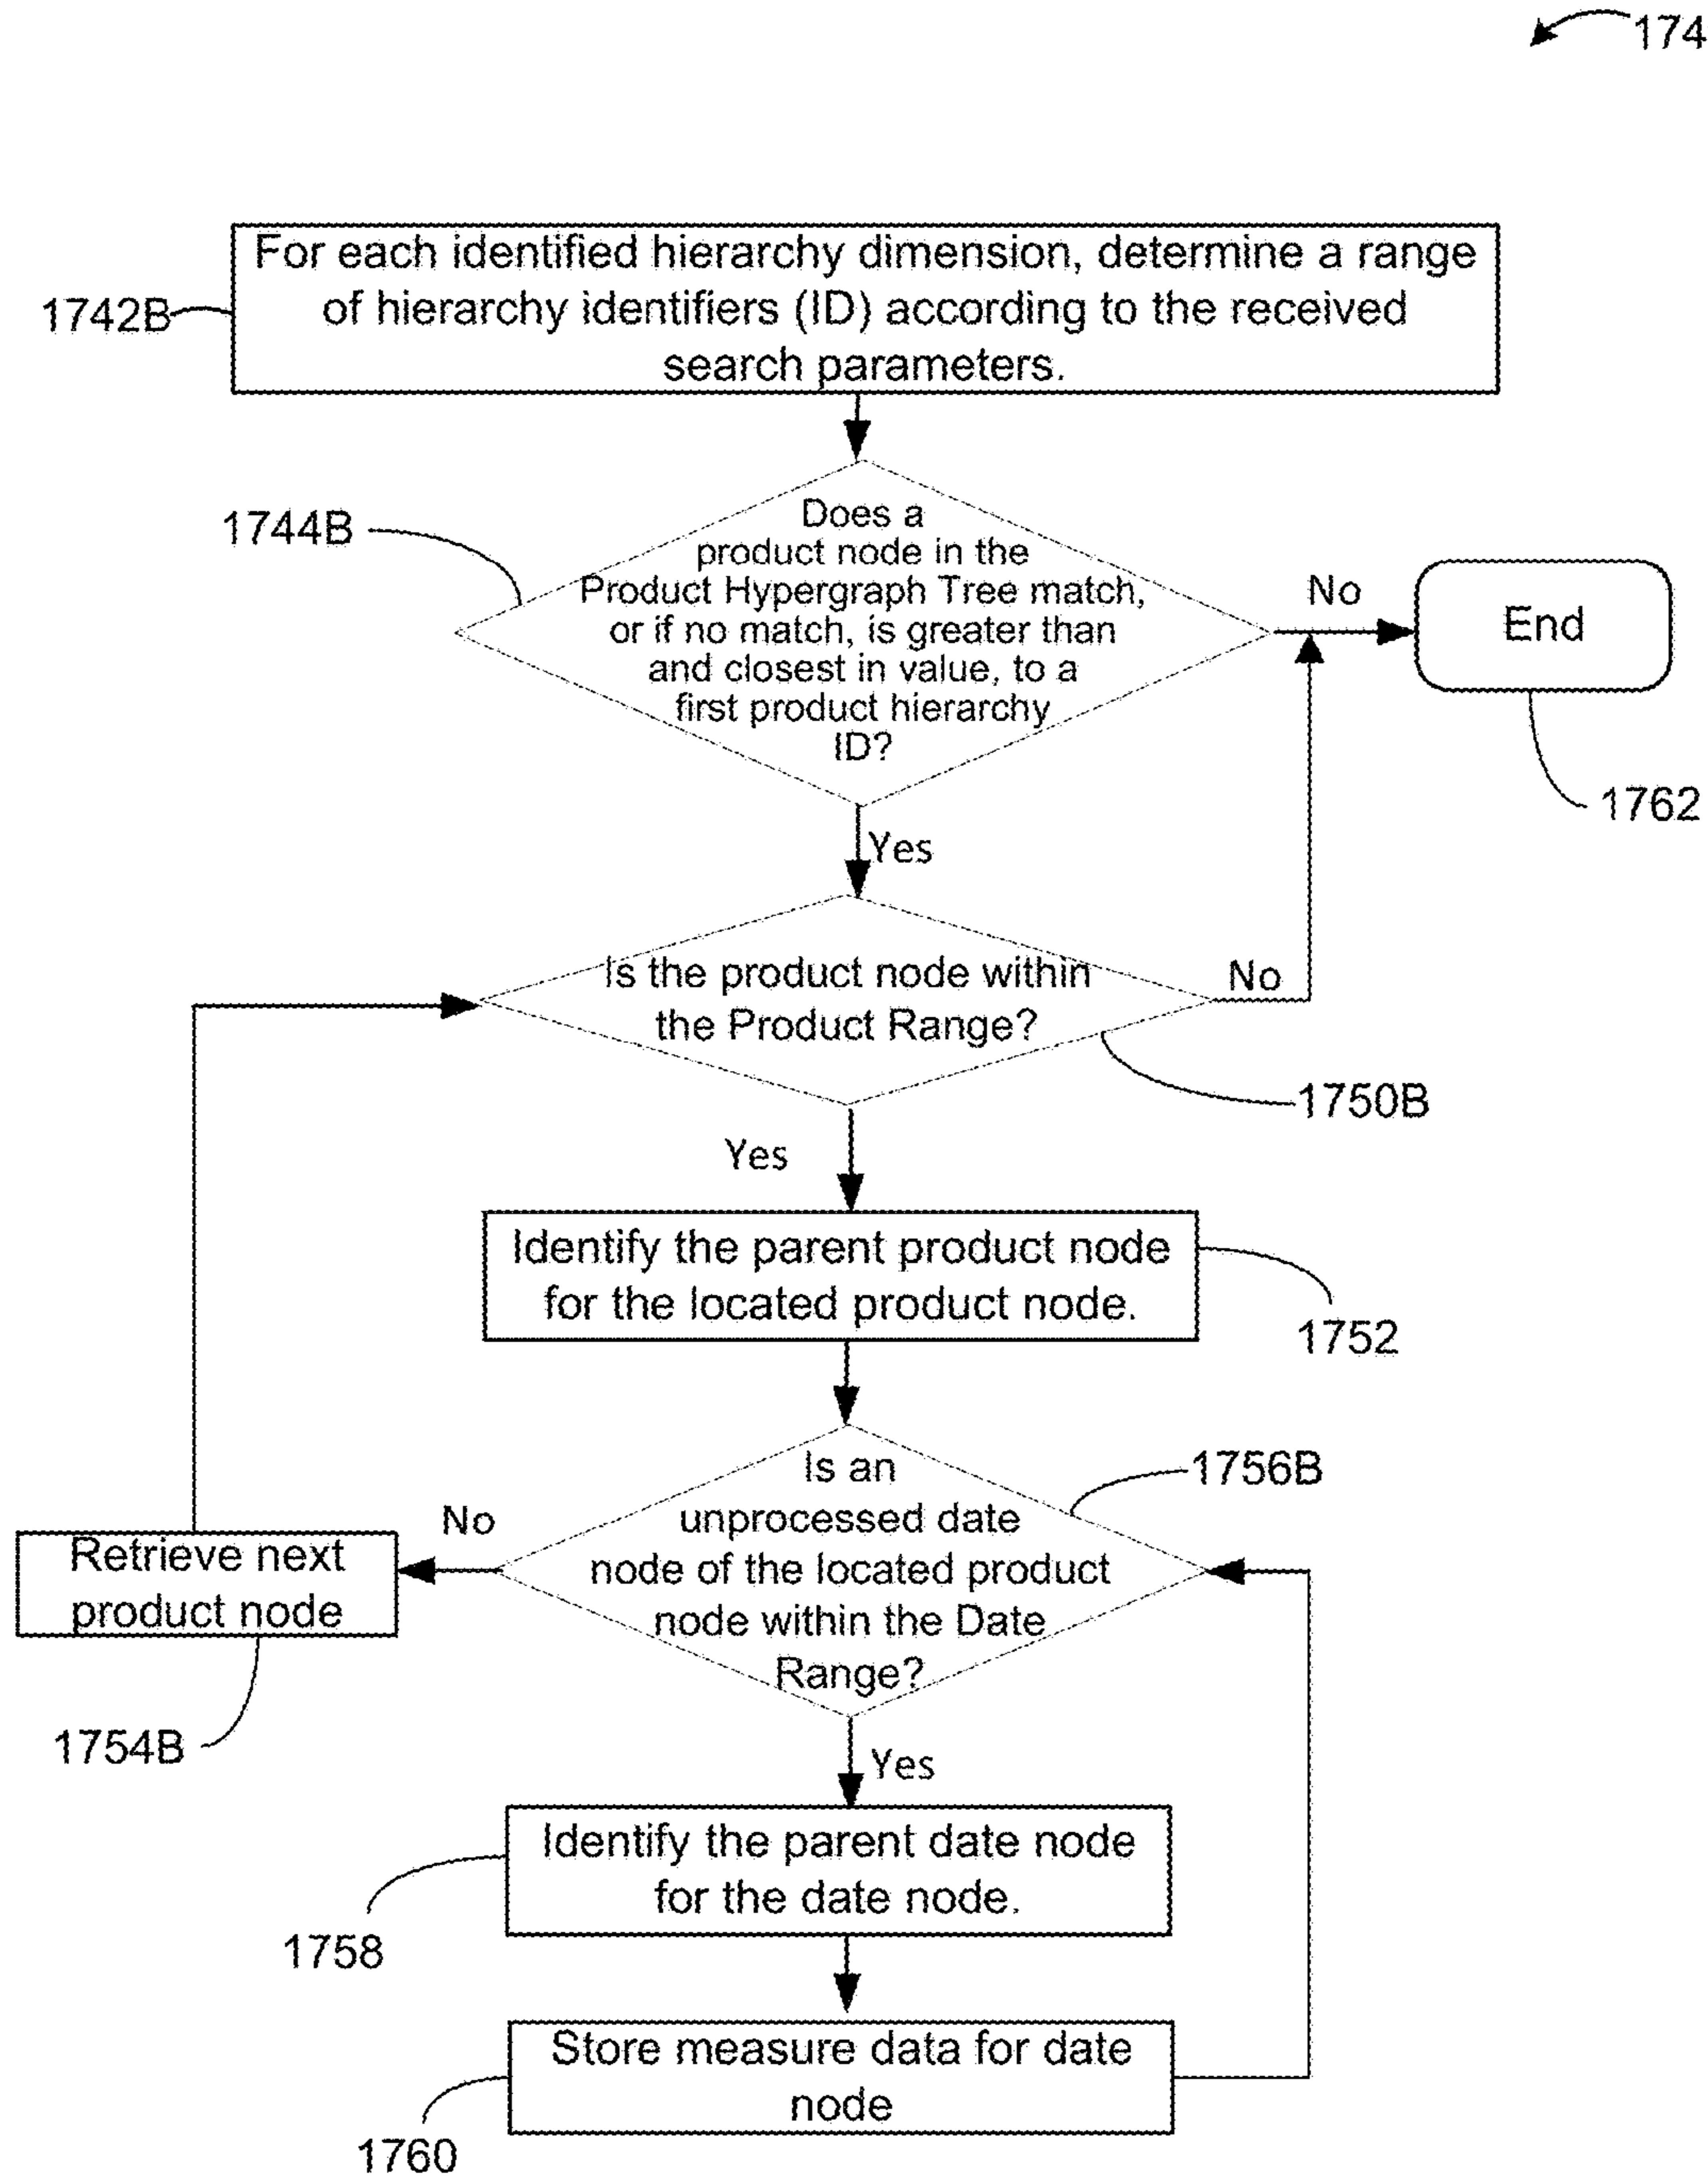 174
For each identified hierarchy dimension, determine a range
of hierarchy identifiers (ID) according to the received
search parameters.
1742B
Does a
product node in the
Product Hypergraph Tree match,
or if no match, is greater than
and closest in value, to a
first product hierarchy
ID?
1744B
No
End
1762
Yes
Is the product node within
the Product Range?
No
1750B
Yes
Identify the parent product node
for the located product node.
1752
Is an
unprocessed date
node of the located product
node within the Date
Range?
1756B
No
Retrieve next
product node
1754B
Yes
Identify the parent date node
for the date node.
1758
Store measure data for date
node
1760